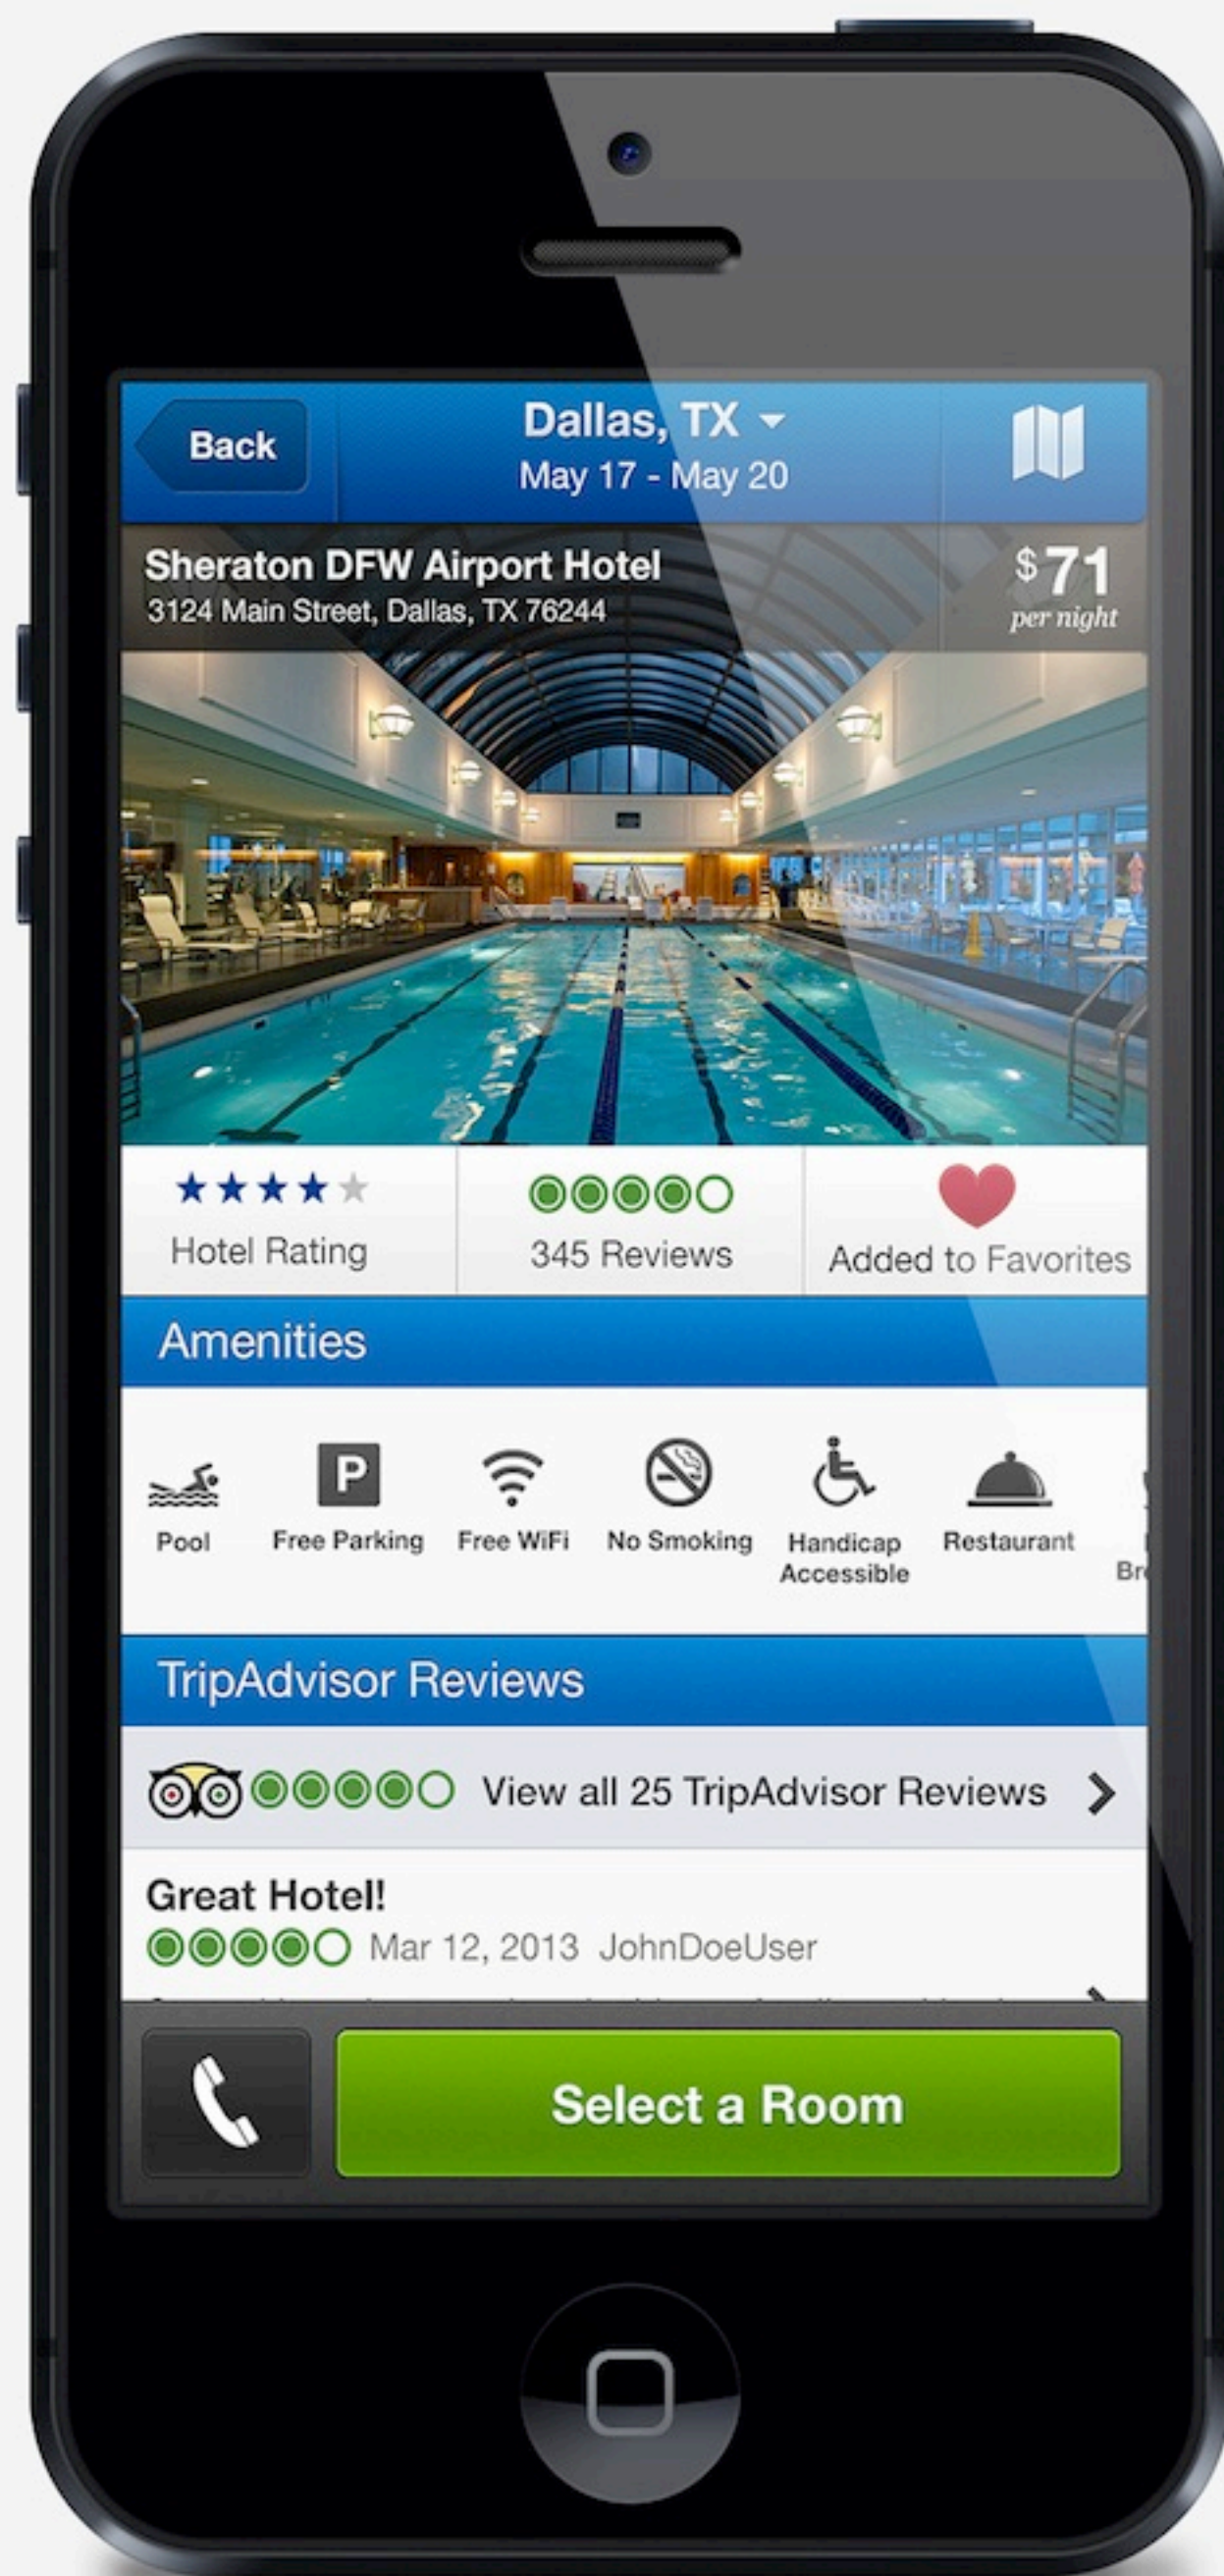 Back
Dallas, TX
May 17 - May 20
Sheraton DFW Airport Hotel
3124 Main Street, Dallas, TX 76244
$71
per night
Hotel Rating
345 Reviews
Added to Favorites
Amenities
P
Pool
Free Parking
Free WiFi
No Smoking
Handicap
Accessible
Restaurant
TripAdvisor Reviews
View all 25 TripAdvisor Reviews
Great Hotel!
Mar 12, 2013 JohnDoeUser
Select a Room